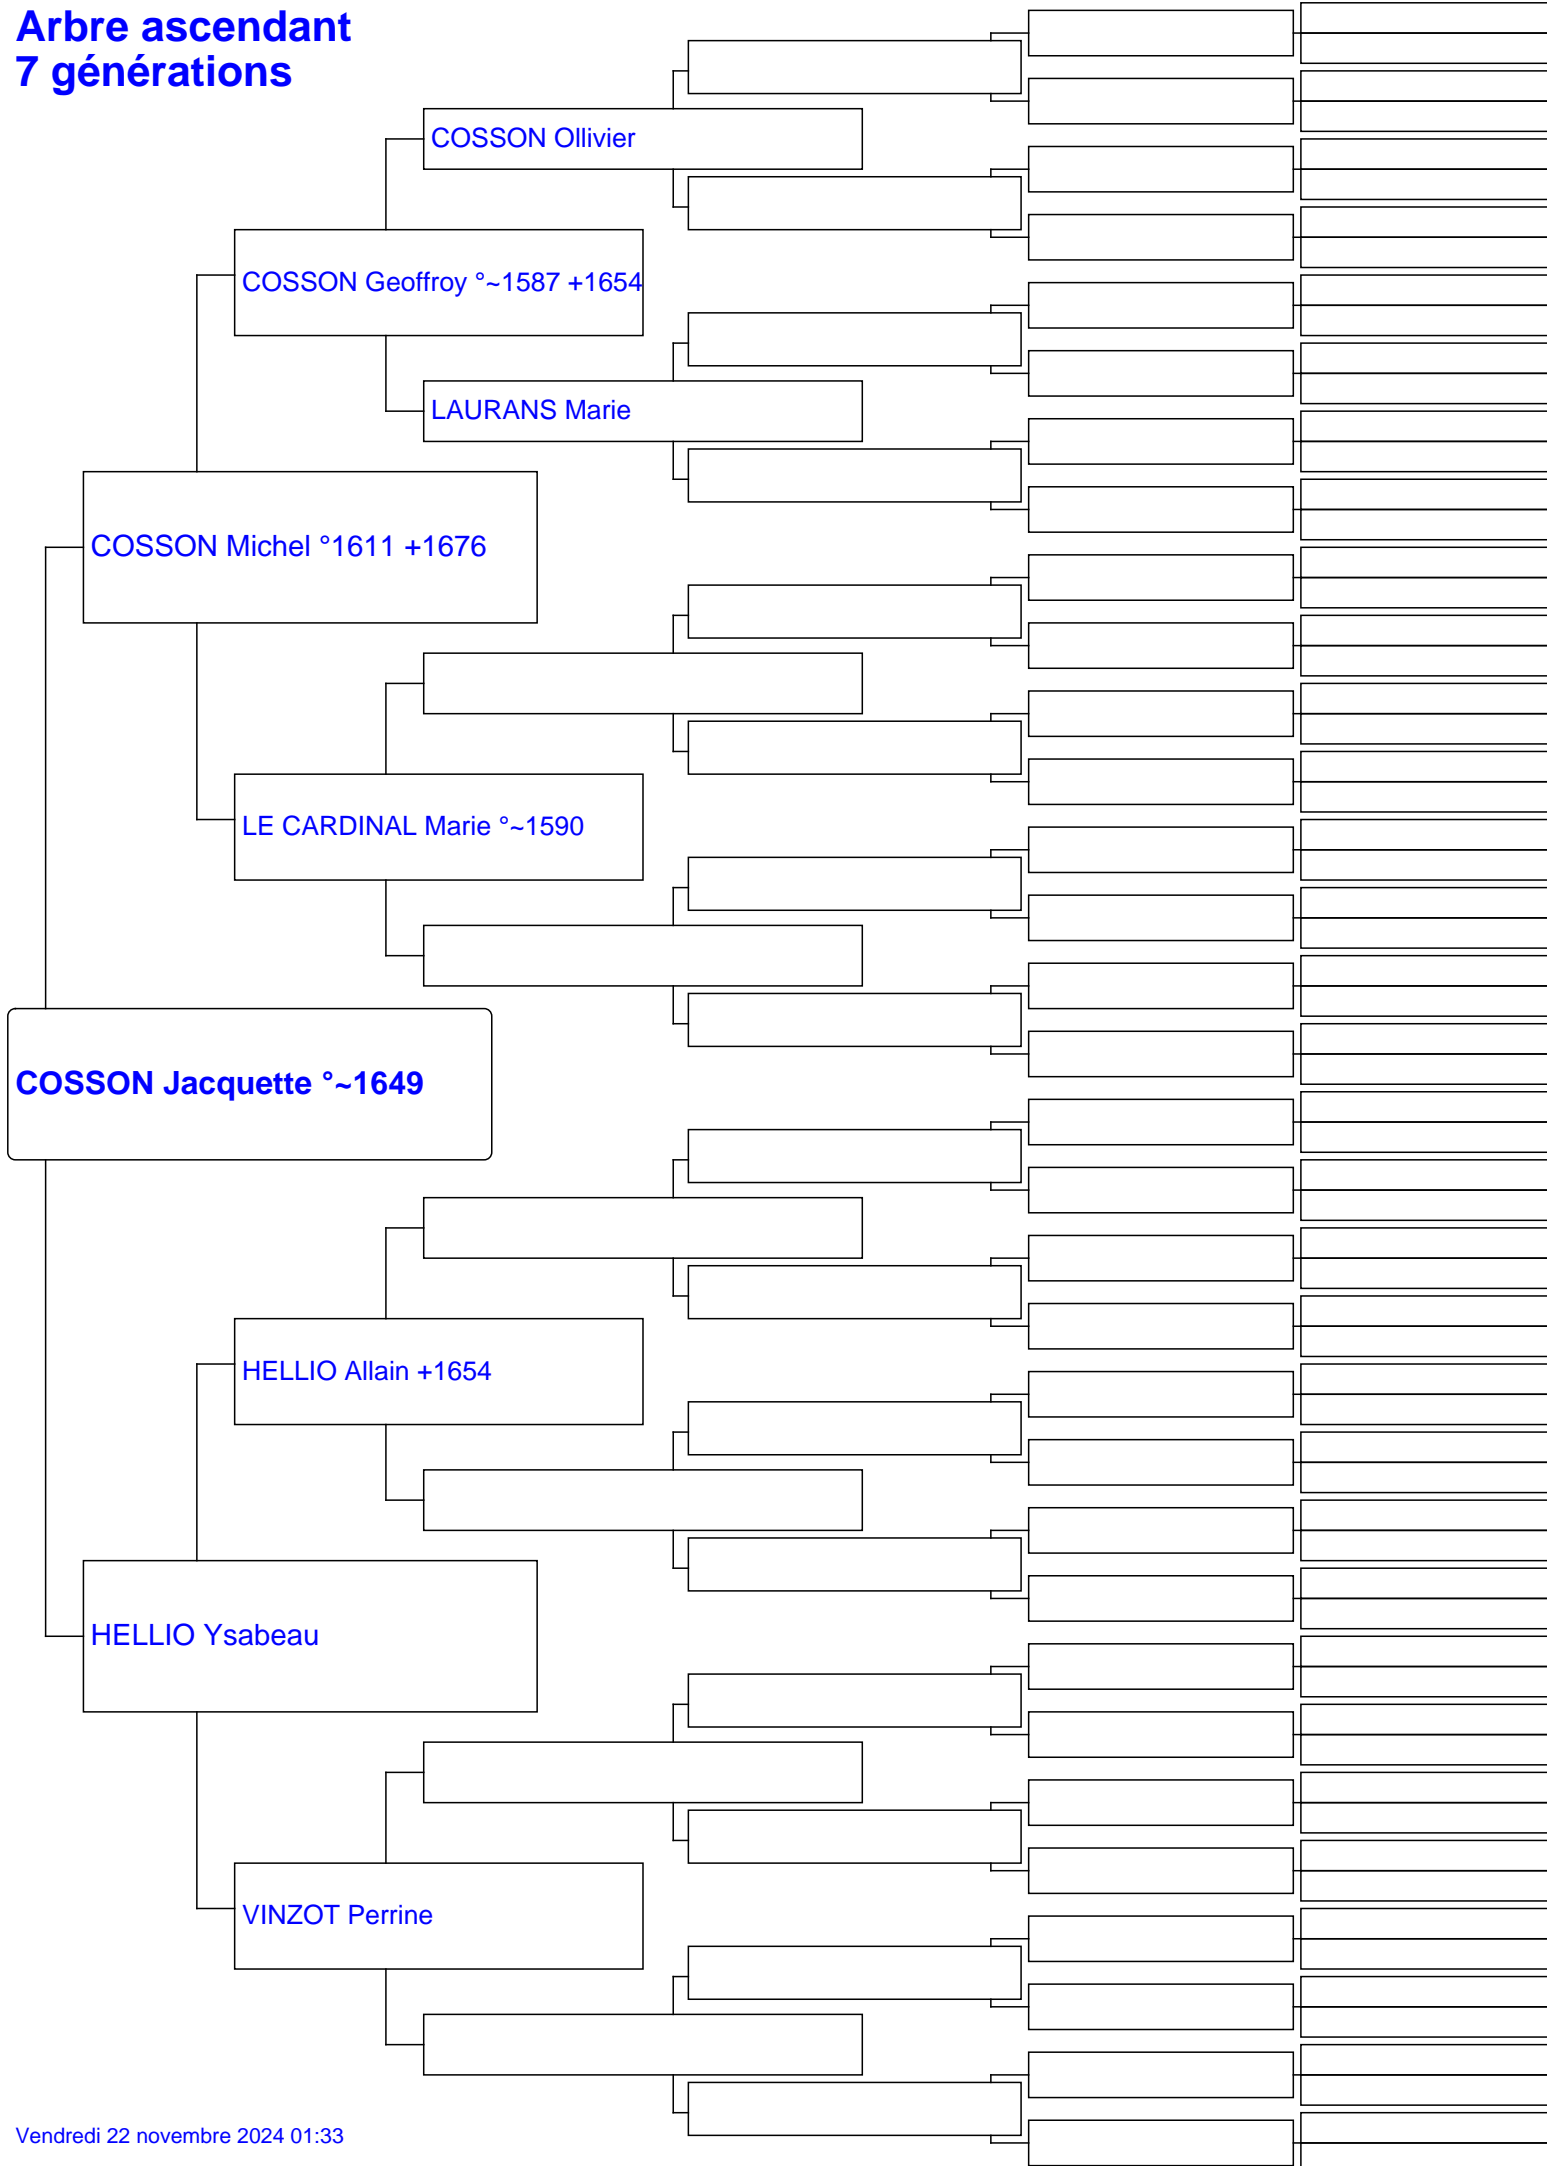 Arbre ascendant
7 générations
COSSON Ollivier
COSSON Geoffroy °~1587 +1654
LAURANS Marie
COSSON Michel °1611 +1676
LE CARDINAL Marie °~1590
COSSON Jacquette °~1649
HELLIO Allain +1654
HELLIO Ysabeau
VINZOT Perrine
Vendredi 22 novembre 2024 01:33